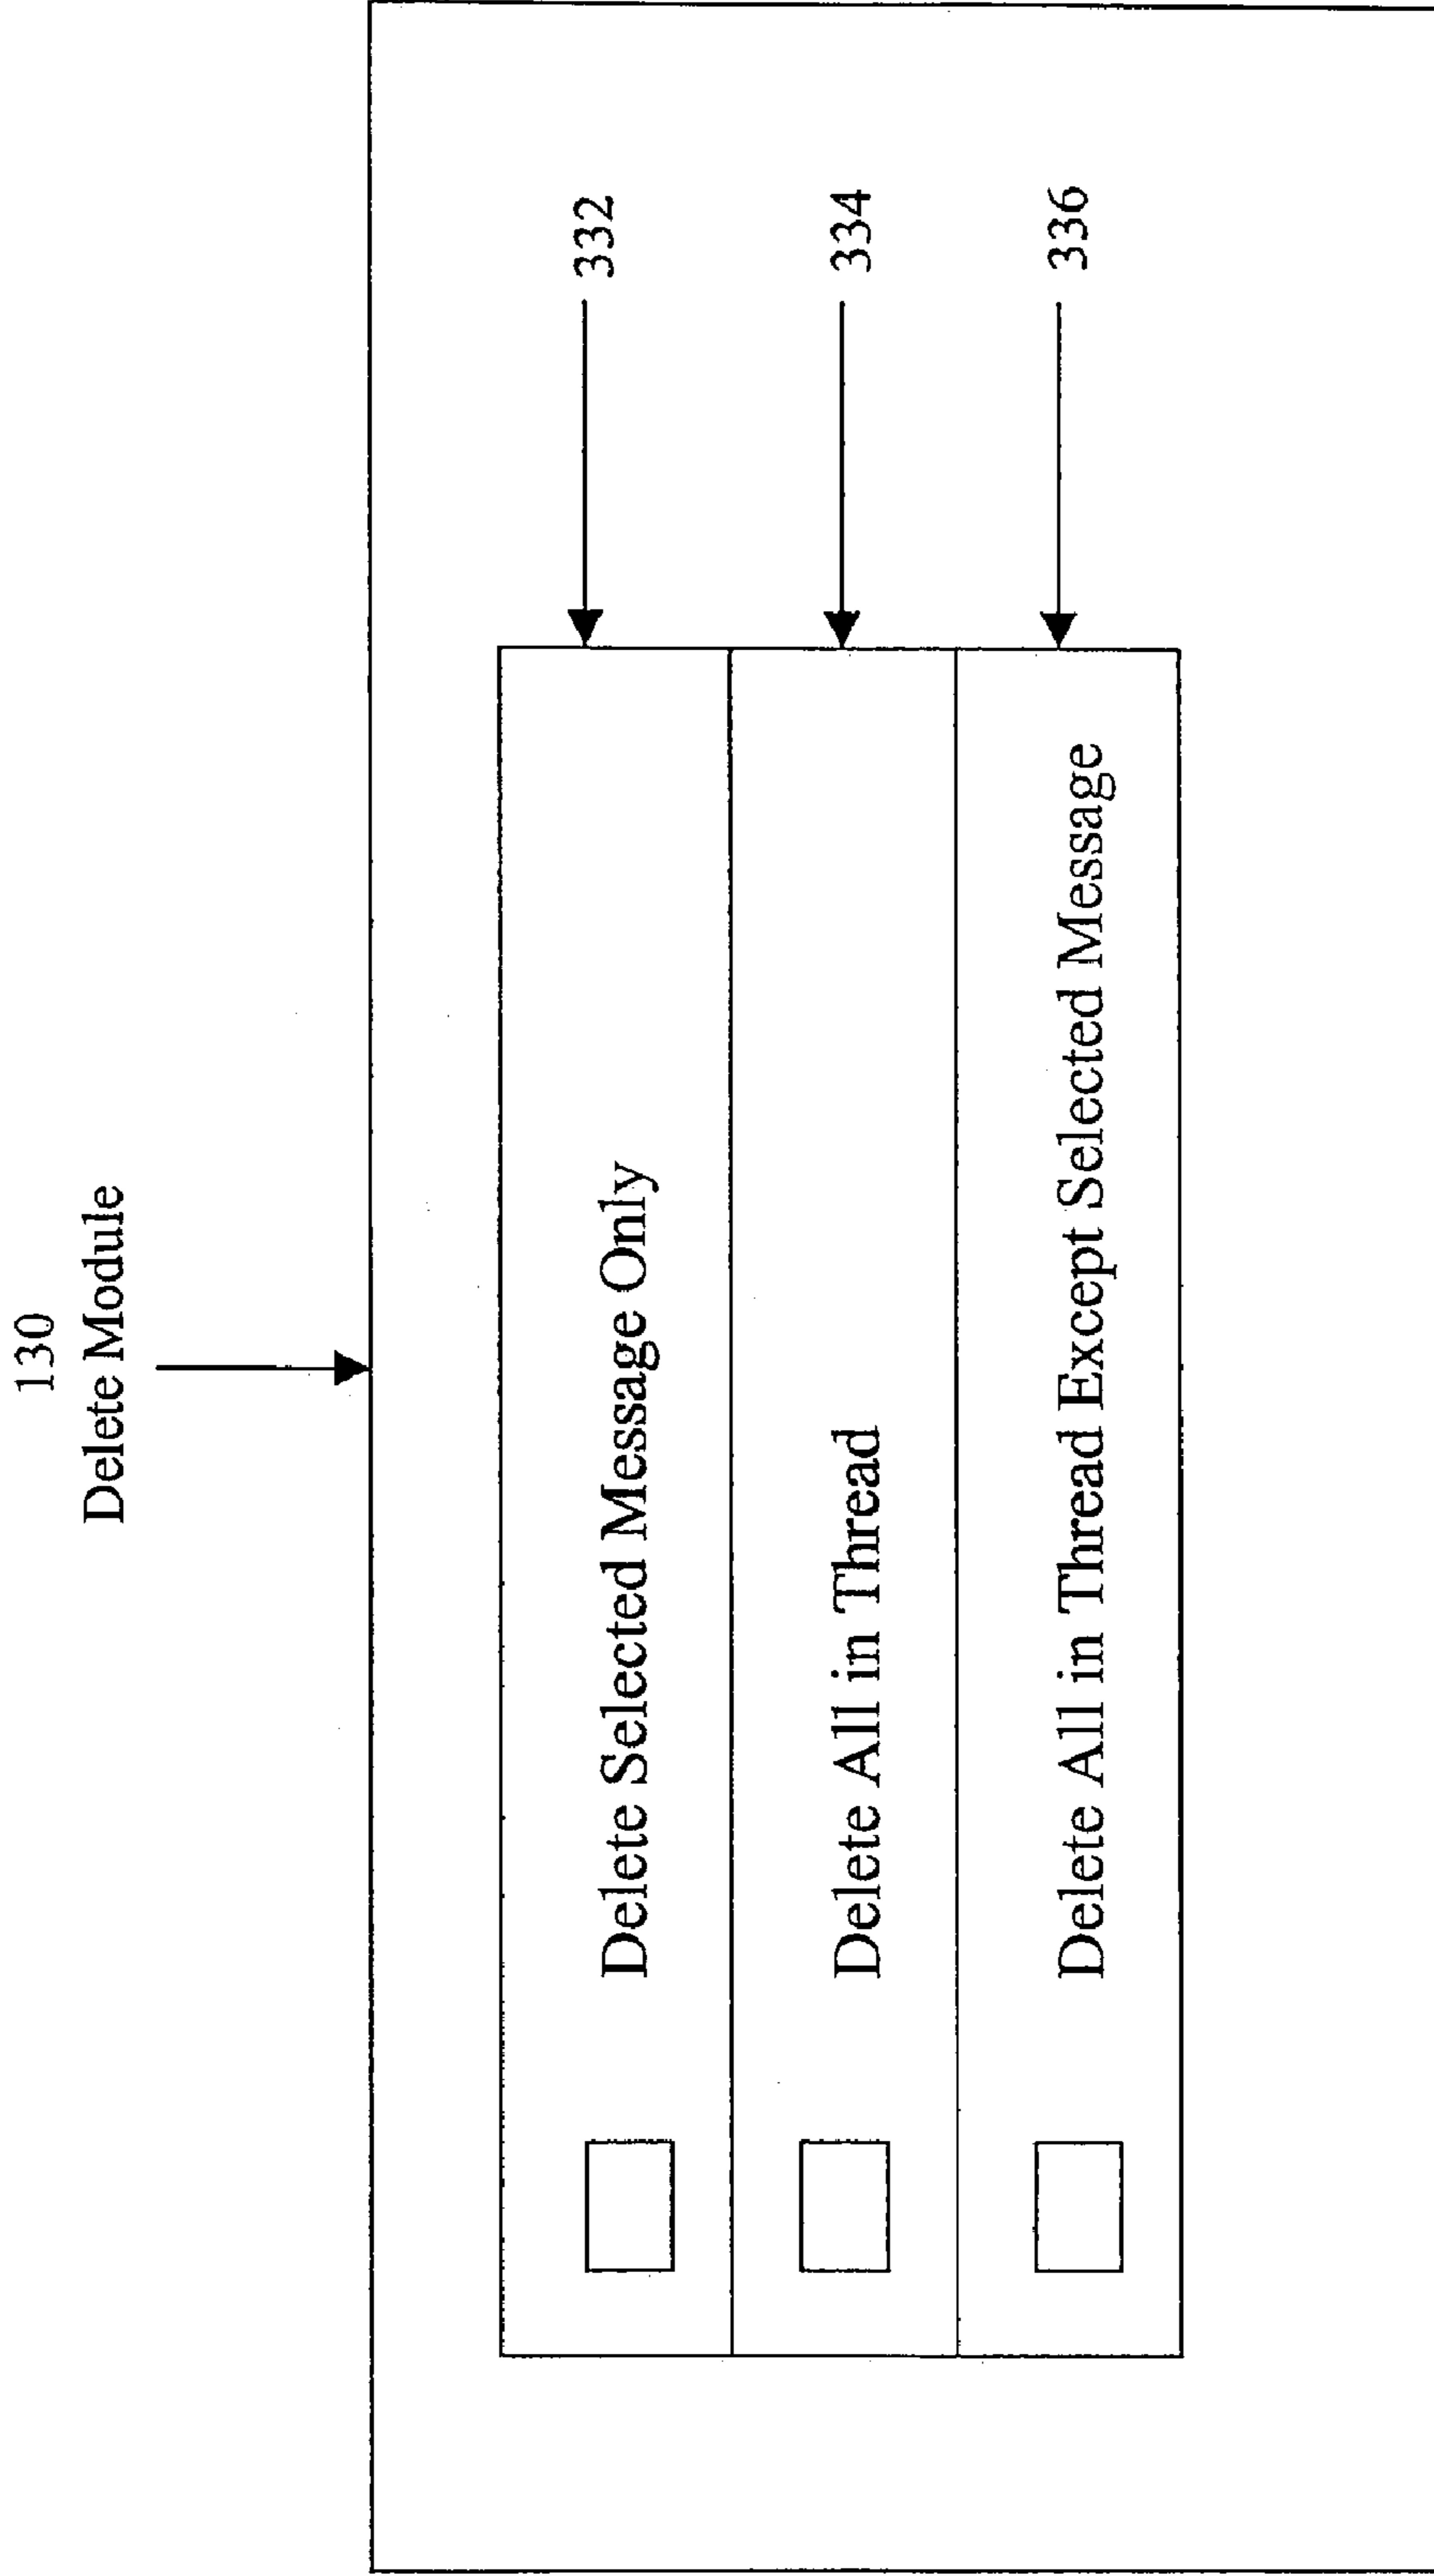 130
Delete Module
Delete Selected Message Only
332
Delete All in Thread
334
Delete All in Thread Except Selected Message
336